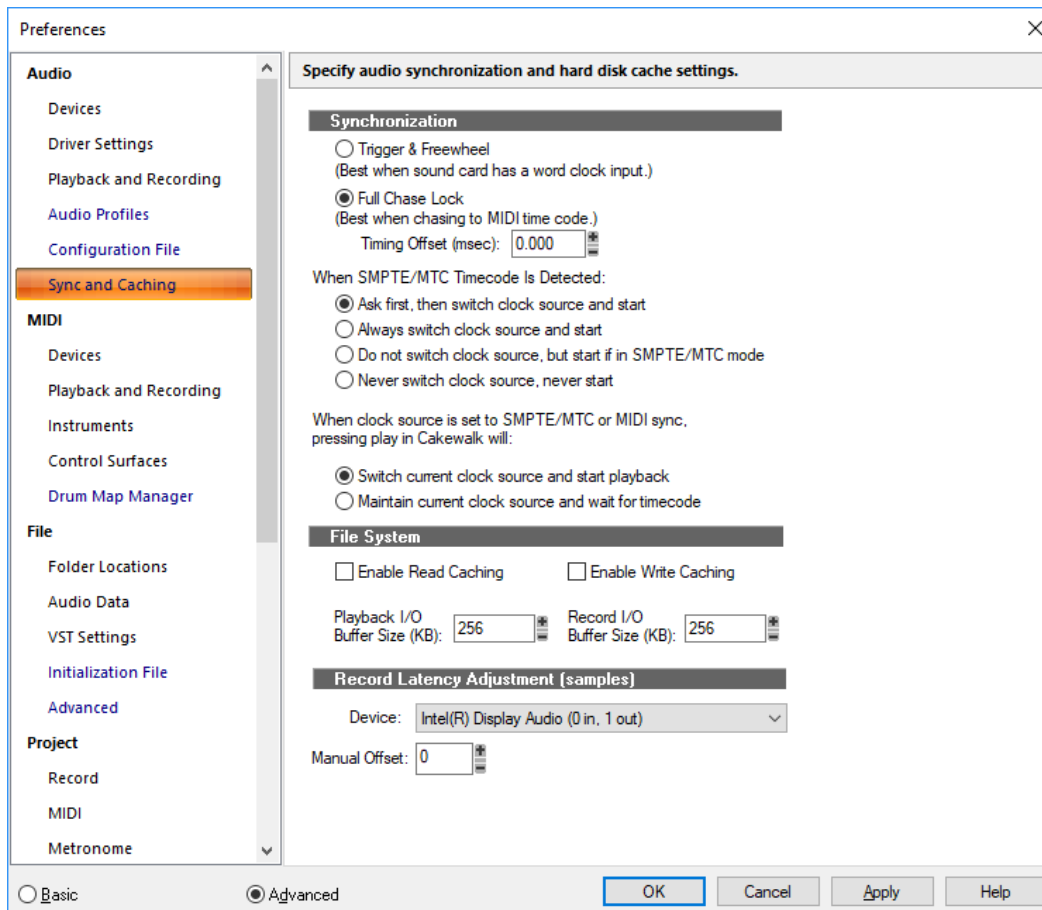 Preferences
Audio
Devices
Driver Settings
Playback and Recording
Audio Profiles
Configuration File
Sync and Caching
MIDI
Devices
Playback and Recording
Instruments
Control Surfaces
Drum Map Manager
File
Folder Locations
Audio Data
VST Settings
Initialization File
Advanced
Project
Record
MIDI
Metronome
Specify audio synchronization and hard disk cache settings.
Synchronization
Trigger & Freewheel
(Best when sound card has a word clock input.)
Full Chase Lock
(Best when chasing to MIDI time code.)
Timing Offset (msec): 0.000
When SMPTE/MTC Timecode Is Detected:
Ask first, then switch clock source and start
Always switch clock source and start
Do not switch clock source, but start if in SMPTE/MTC mode
Never switch clock source, never start
When clock source is set to SMPTE/MTC or MIDI sync,
pressing play in Cakewalk will:
Switch current clock source and start playback
Maintain current clock source and wait for timecode
File System
Enable Read Caching Enable Write Caching
Playback I/O
Buffer Size (KB): 256
Record I/O
Buffer Size (KB): 256
Record Latency Adjustment (samples)
Device: Intel(R) Display Audio (0 in, 1 out)
Manual Offset: 0
Basic Advanced OK Cancel Apply Help